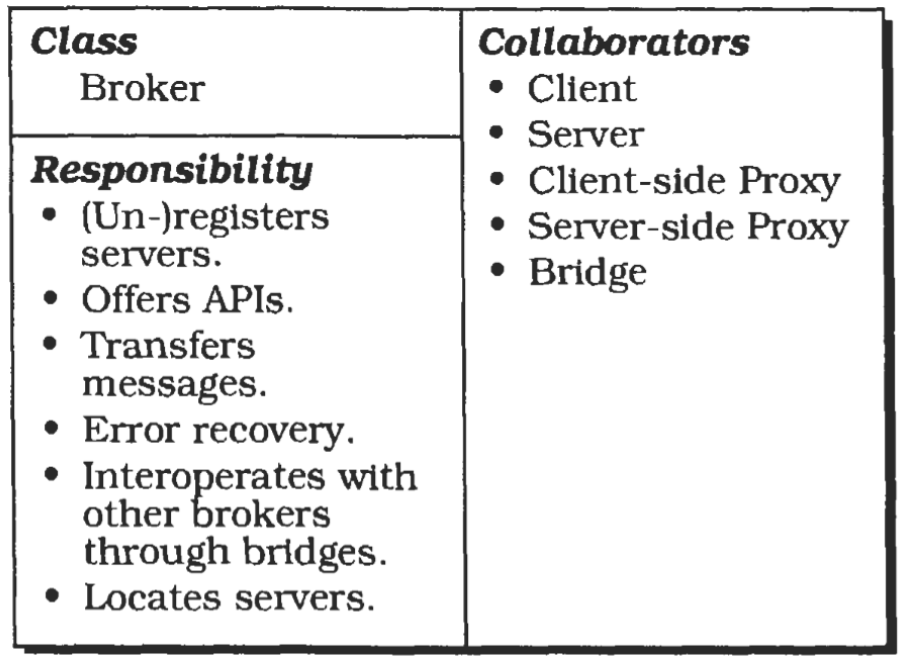 Class
Broker
Responsibility
• (Un-)registers
servers.
• Offers APIs.
• Transfers
messages.
• Error recovery.
• Interoperates with
other brokers
through bridges.
• Locates servers.
Collaborators
• Client
• Server
• Client-side Proxy
• Server-side Proxy
• Bridge